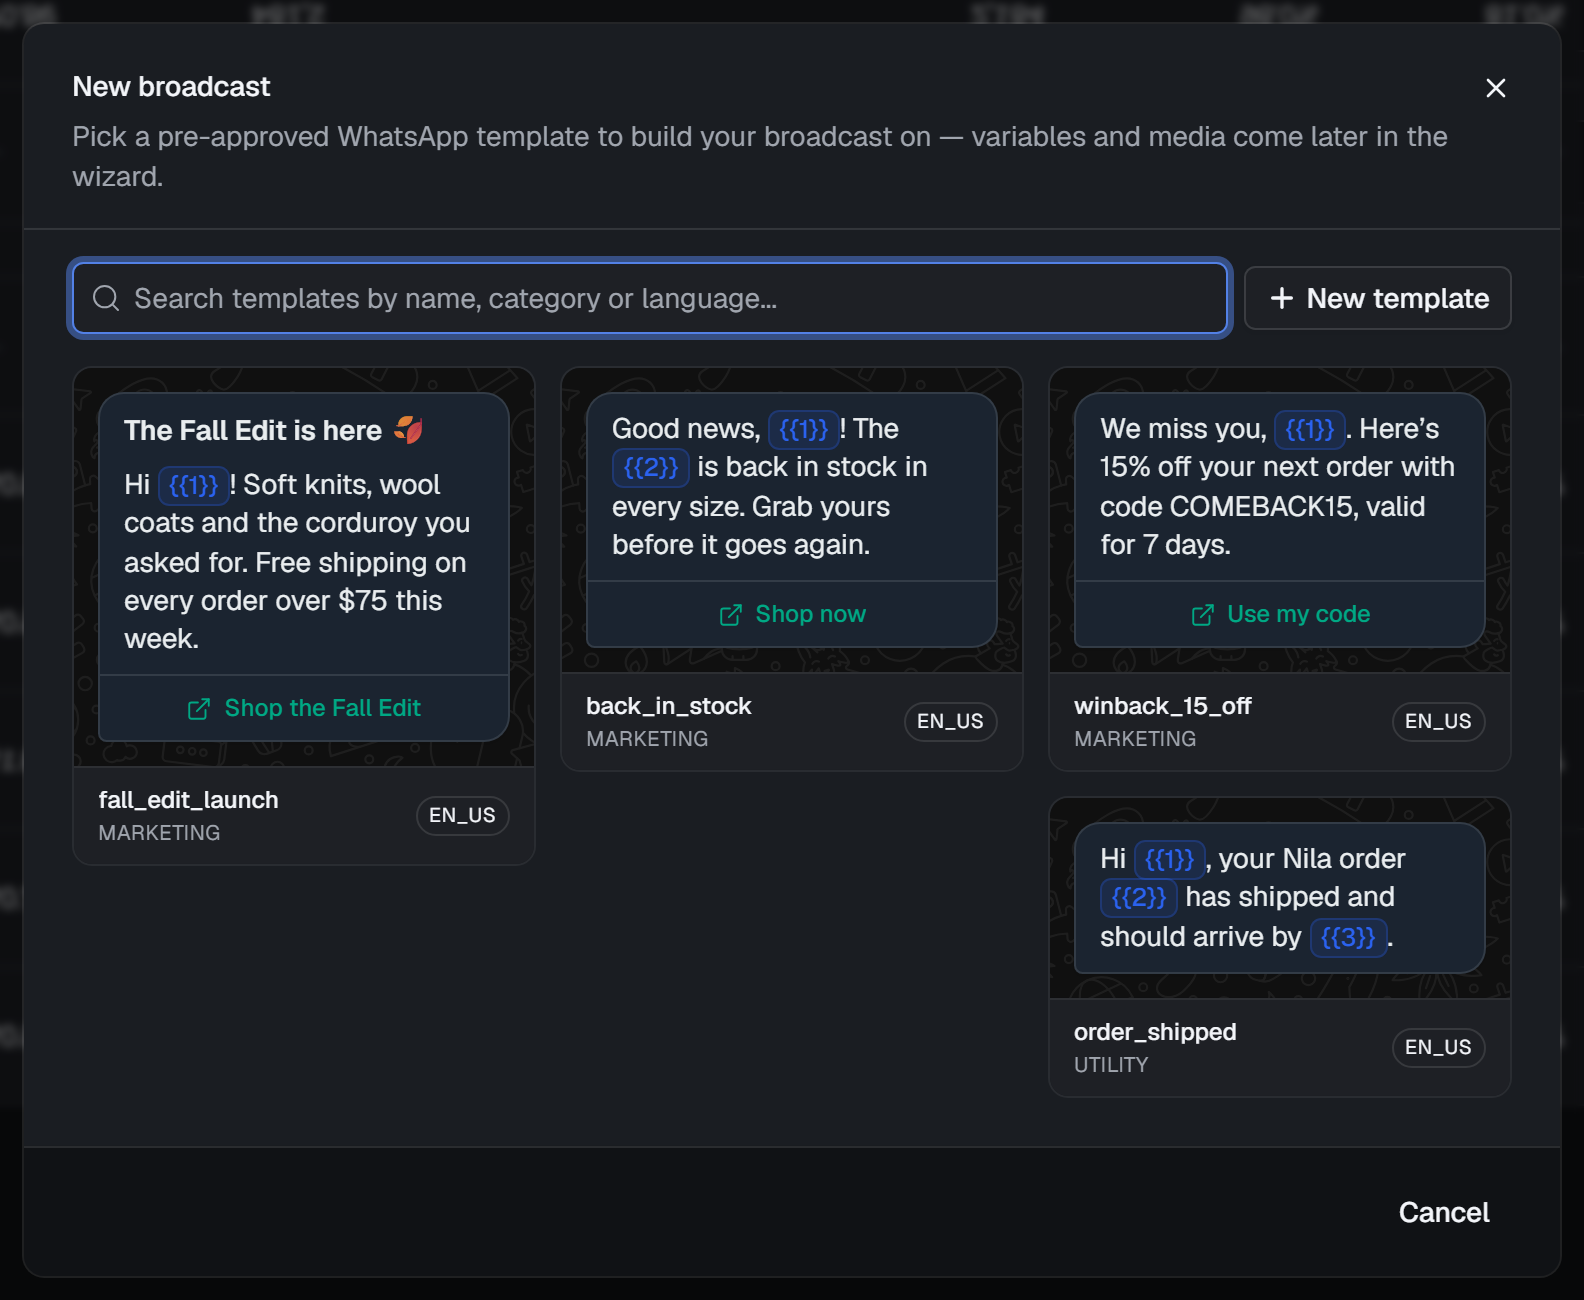 New broadcast
Pick a pre-approved WhatsApp template to build your broadcast on — variables and media come later in the
wizard.
Search templates by name, category or language...
New template
The Fall Edit is here 🍂
Hi {{1}}! Soft knits, wool
coats and the corduroy you
asked for. Free shipping on
every order over $75 this
week.
Shop the Fall Edit
fall_edit_launch
MARKETING
EN_US
Good news, {{1}}! The
{{2}} is back in stock in
every size. Grab yours
before it goes again.
Shop now
back_in_stock
MARKETING
EN_US
We miss you, {{1}}. Here’s
15% off your next order with
code COMEBACK15, valid
for 7 days.
Use my code
winback_15_off
MARKETING
EN_US
Hi {{1}}, your Nila order
{{2}} has shipped and
should arrive by {{3}}.
order_shipped
UTILITY
EN_US
Cancel